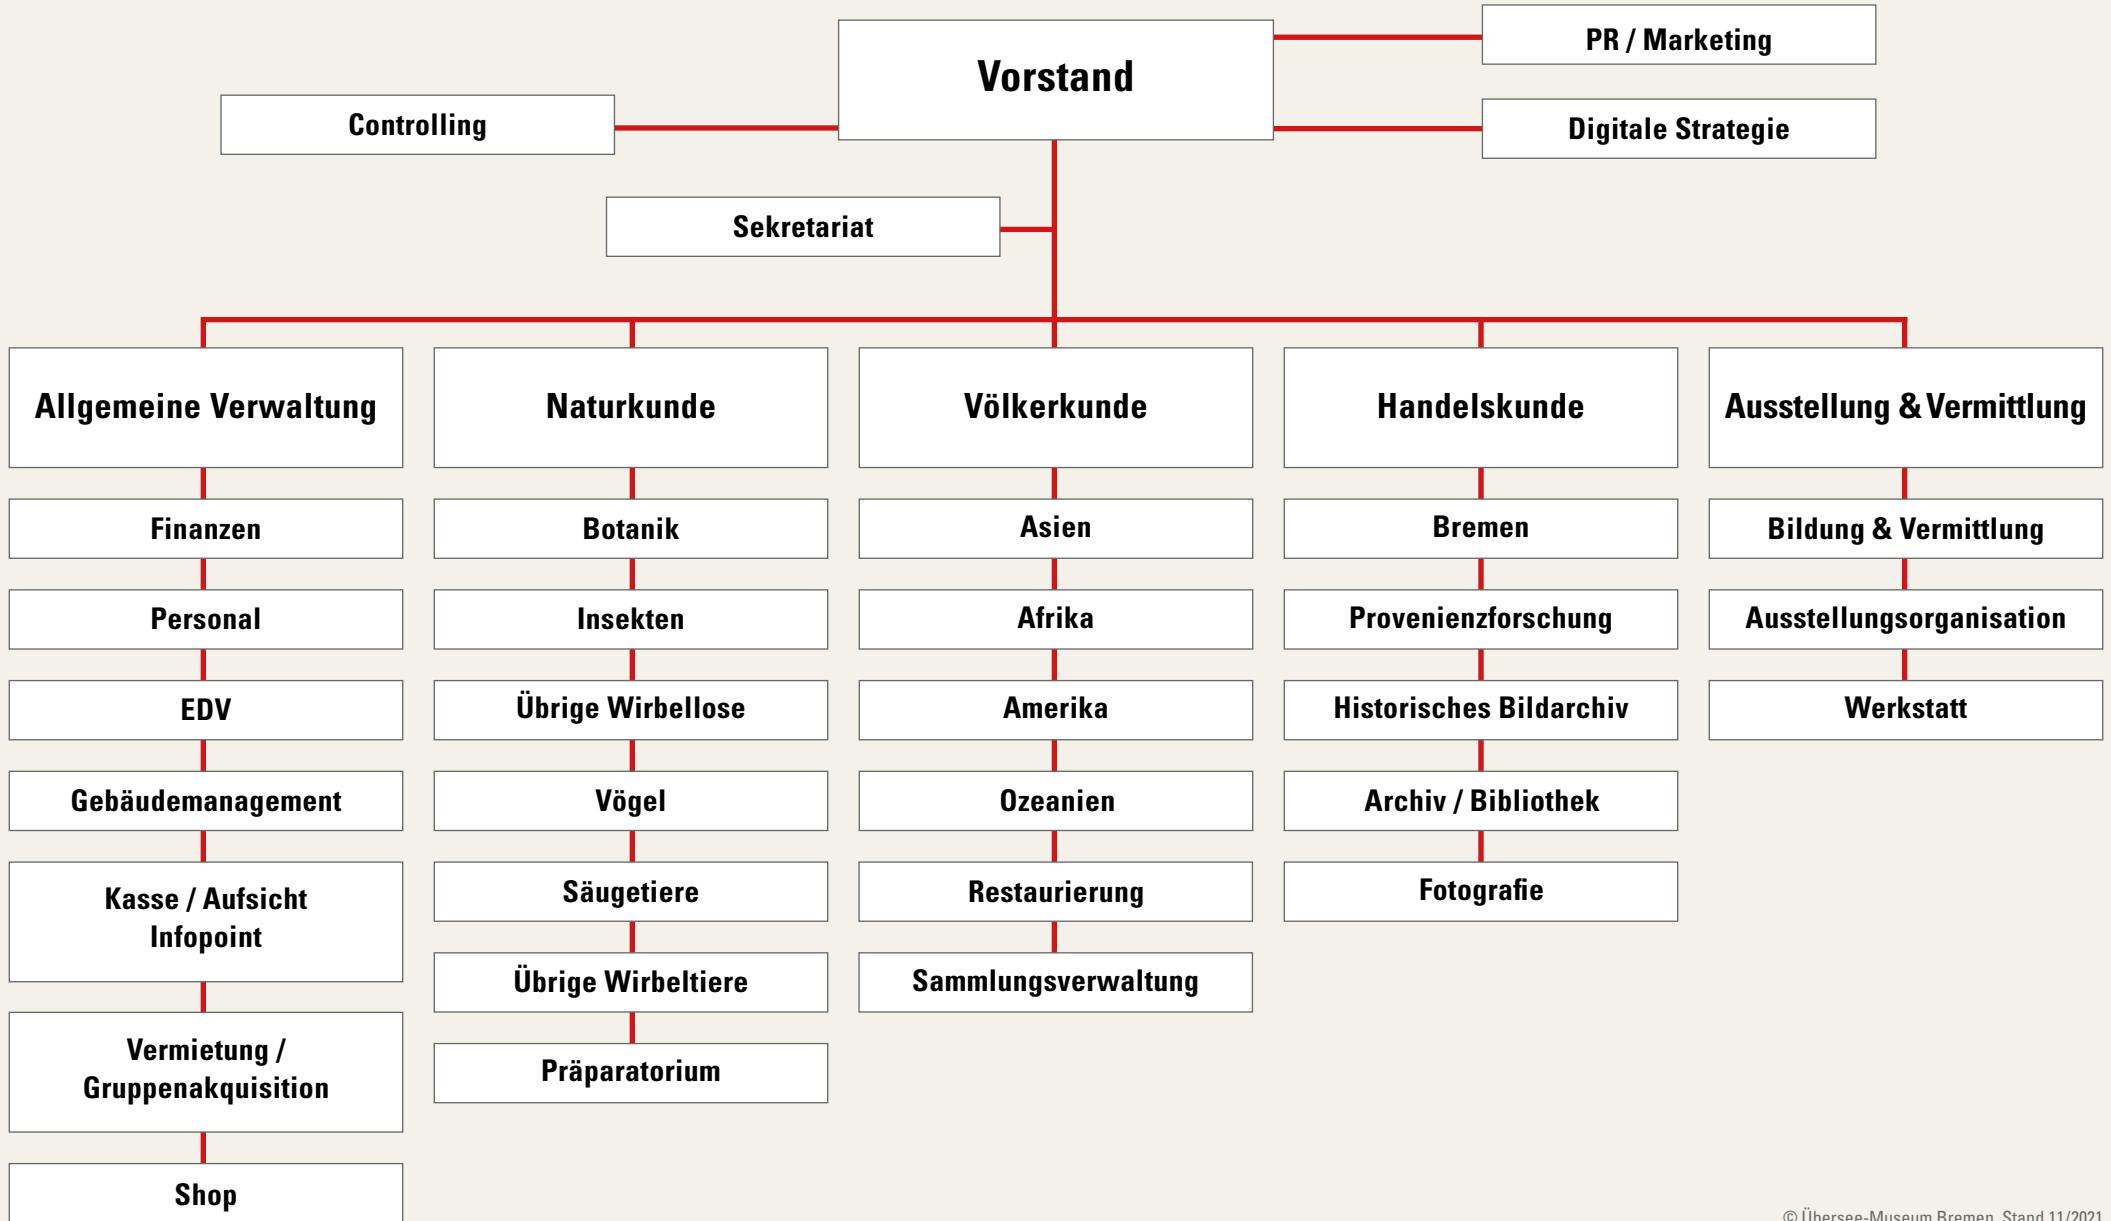 Vorstand
PR / Marketing
Controlling
Digitale Strategie
Sekretariat
Allgemeine Verwaltung
Finanzen
Personal
EDV
Gebäudemanagement
Kasse / Aufsicht
Infopoint
Vermietung /
Gruppenakquisition
Shop
Naturkunde
Botanik
Insekten
Übrige Wirbellose
Vögel
Säugetiere
Übrige Wirbeltiere
Präparatorium
Völkerkunde
Asien
Afrika
Amerika
Ozeanien
Restaurierung
Sammlungsverwaltung
Handelskunde
Bremen
Provenienzforschung
Historisches Bildarchiv
Archiv / Bibliothek
Fotografie
Ausstellung & Vermittlung
Bildung & Vermittlung
Ausstellungsorganisation
Werkstatt
© Übersee-Museum Bremen, Stand 11/2021